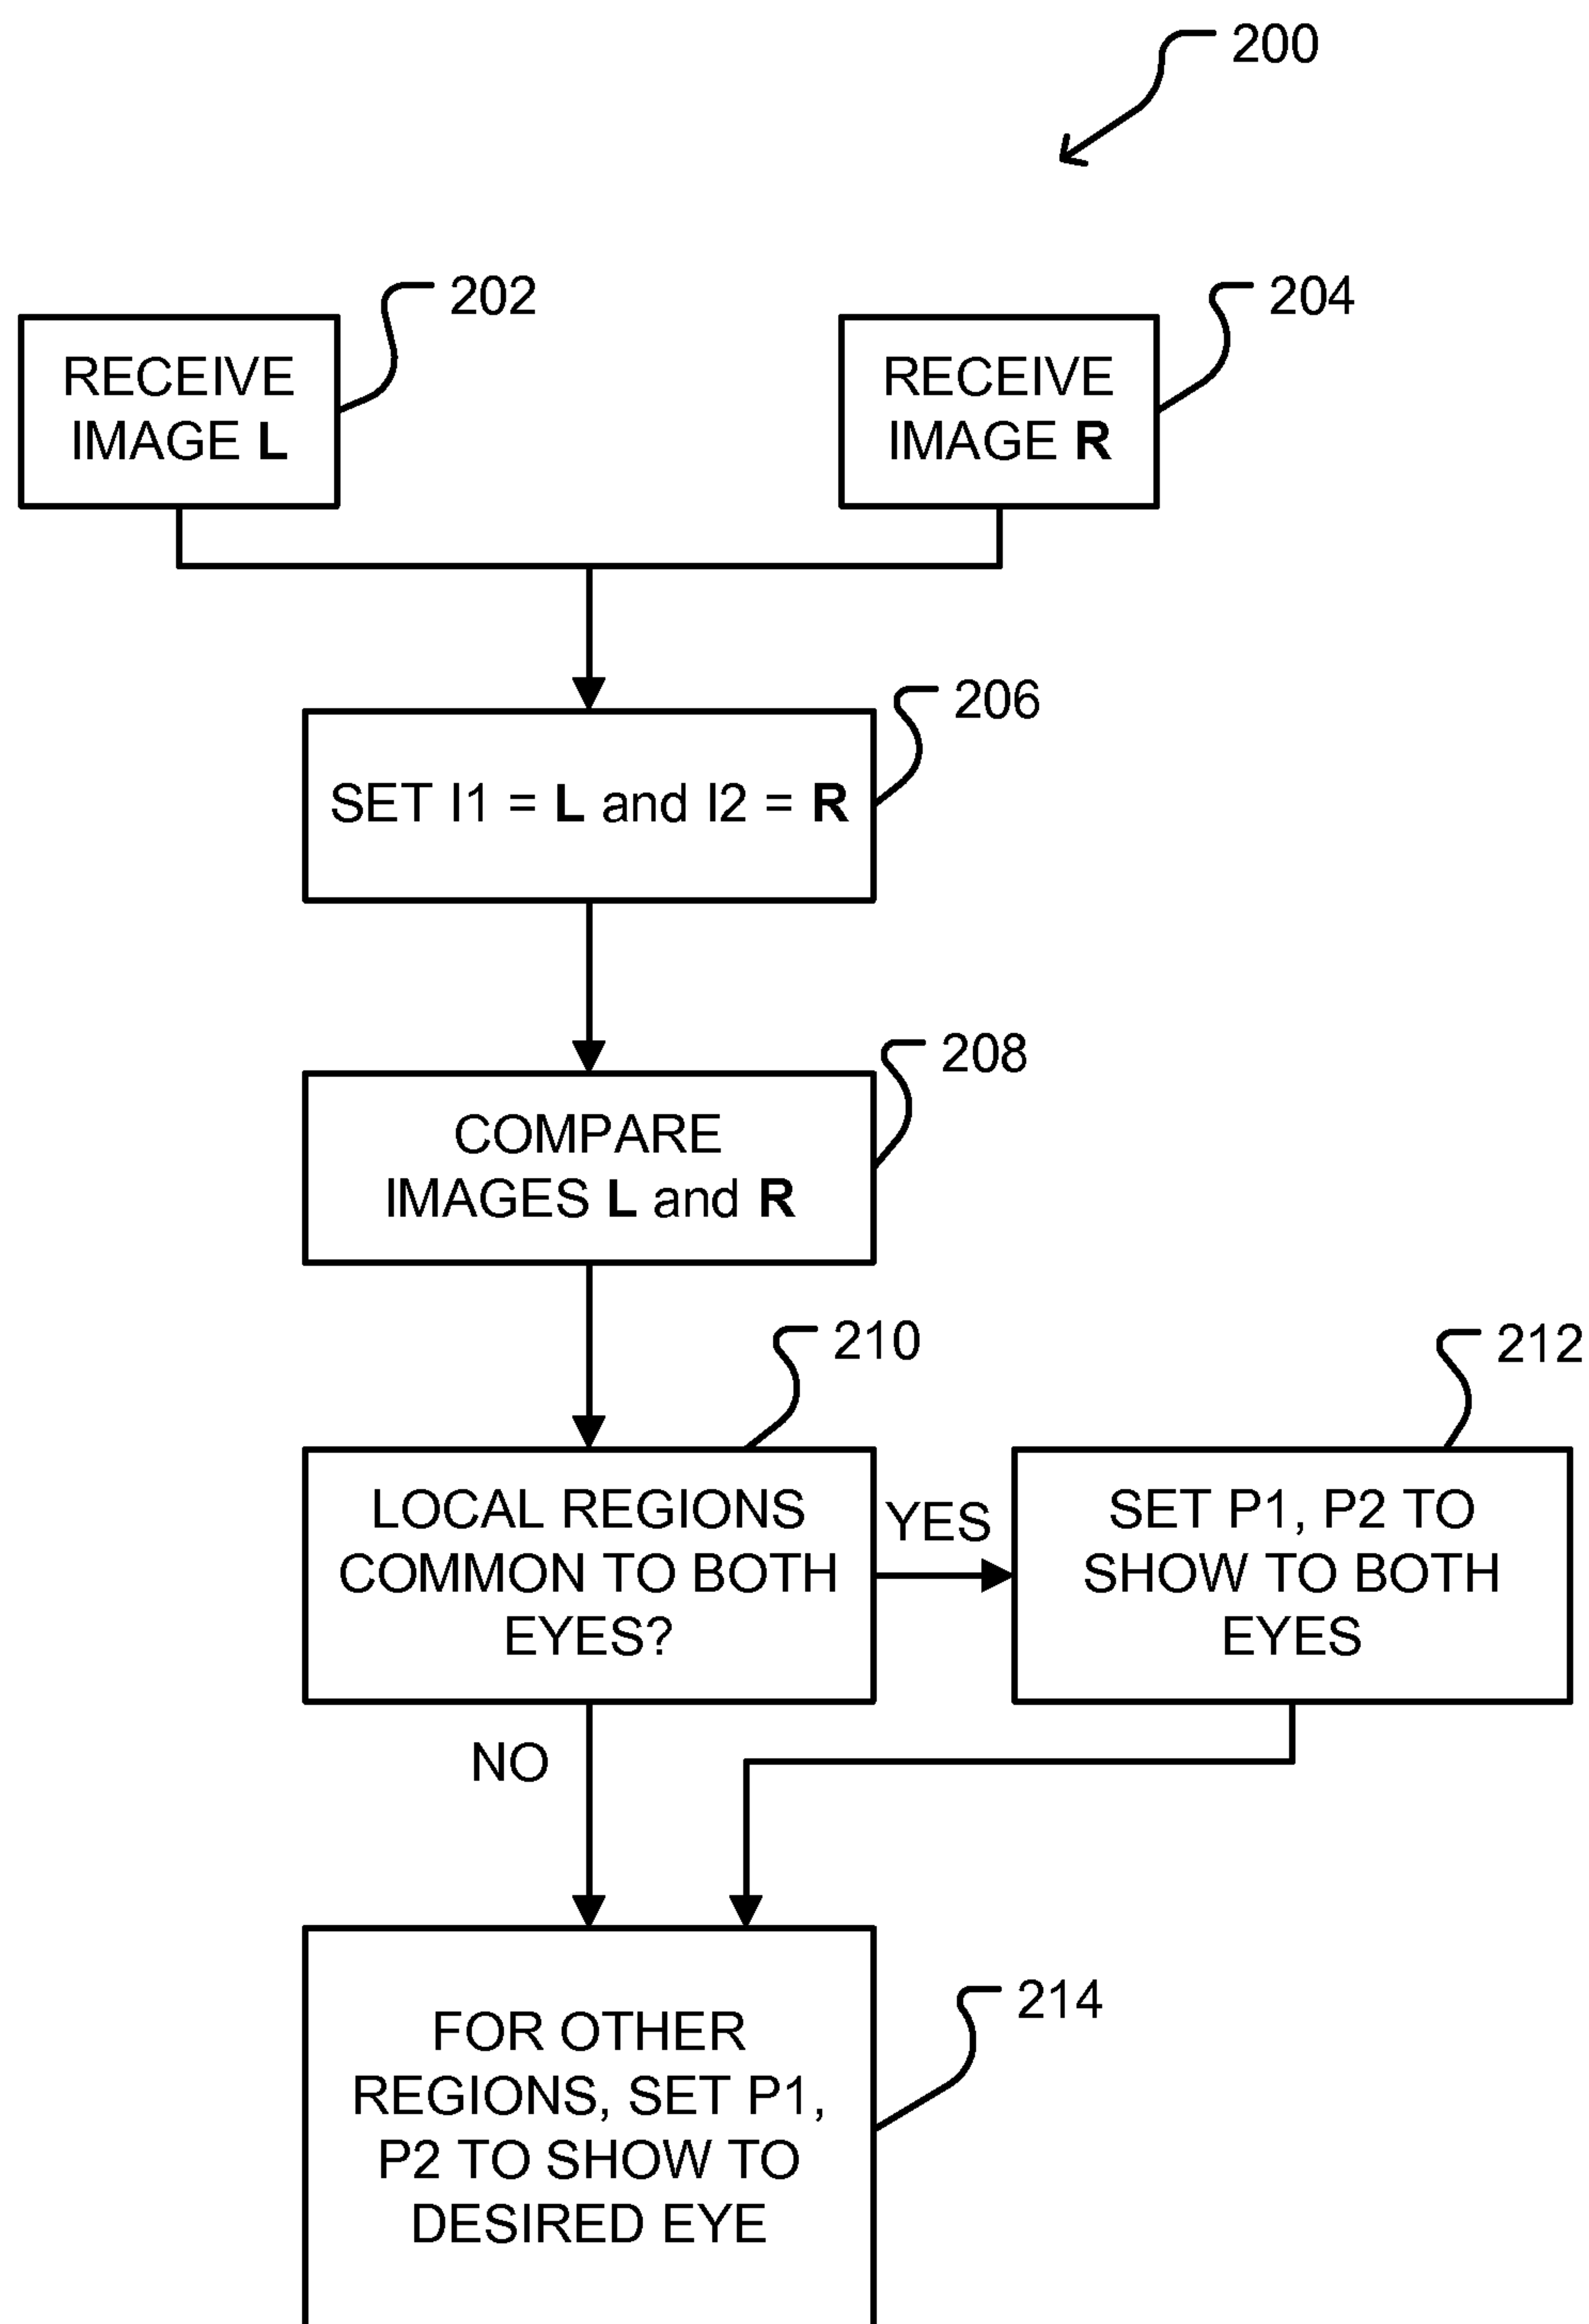 200
202
204
RECEIVE
IMAGE L
RECEIVE
IMAGE R
206
SET I1 = L and I2 = R
208
COMPARE
IMAGES L and R
210
212
LOCAL REGIONS
COMMON TO BOTH
EYES?
YES
SET P1, P2 TO
SHOW TO BOTH
EYES
NO
214
FOR OTHER
REGIONS, SET P1,
P2 TO SHOW TO
DESIRED EYE